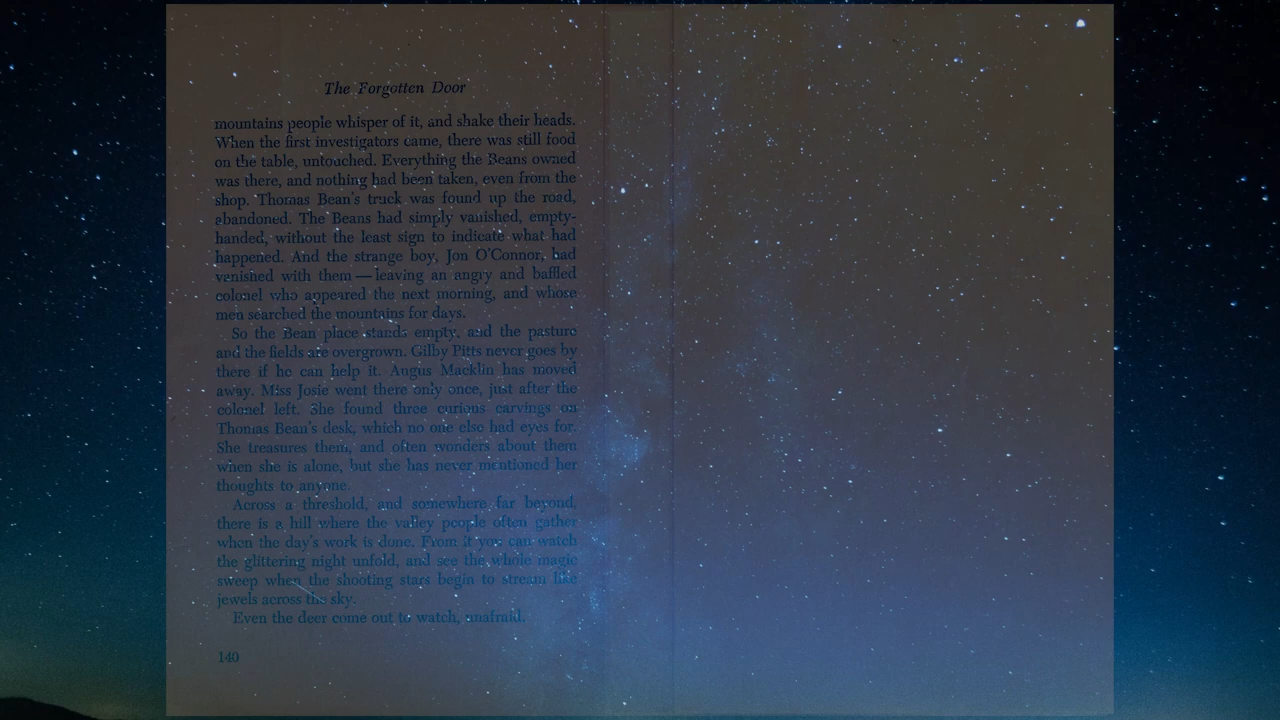 The Forgotten Door
mountains people whisper of it, and shake their heads.
When the first investigators came, there was still food
on the table, untouched. Everything the Beans owned
was there, and nothing had been taken, even from the
shop. Thomas Bean's truck was found up the road,
abandoned. The Beans had simply vanished, empty-
handed, without the least sign to indicate what had
happened. And the strange boy, Jon O'Connor, had
vanished with them — leaving an angry and baffled
colonel who appeared the next morning, and whose
men searched the mountains for days.
So the Bean place stands empty, and the pasture
and the fields are overgrown. Gilby Pitts never goes by
there if he can help it. Angus Macklin has moved
away. Miss Josie went there only once, just after the
colonel left. She found three curious carvings on
Thomas Bean's desk, which no one else had eyes for.
She treasures them, and often wonders about them
when she is alone, but she has never mentioned her
thoughts to anyone.
Across a threshold, and somewhere far beyond,
there is a hill where the valley people often gather
when the day's work is done. From it you can watch
the glittering night unfold, and see the whole magic
sweep when the shooting stars begin to stream like
jewels across the sky.
Even the deer come out to watch, unafraid.
140